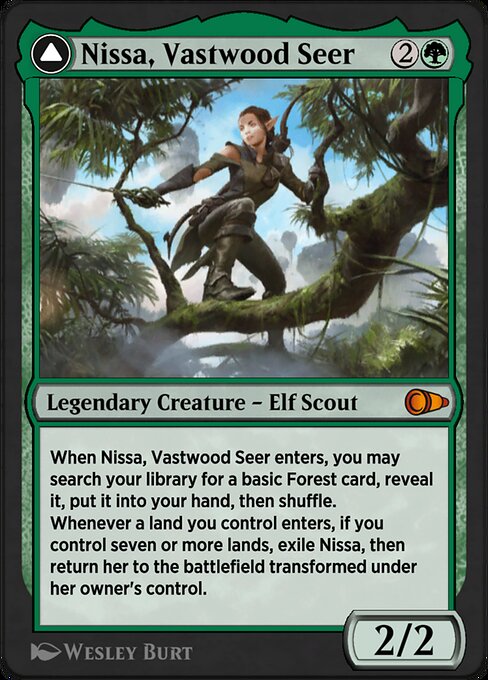 Nissa, Vastwood Seer 2
Legendary Creature – Elf Scout
When Nissa, Vastwood Seer enters, you may
search your library for a basic Forest card, reveal
it, put it into your hand, then shuffle.
Whenever a land you control enters, if you
control seven or more lands, exile Nissa, then
return her to the battlefield transformed under
her owner's control.
2/2
Wesley Burt